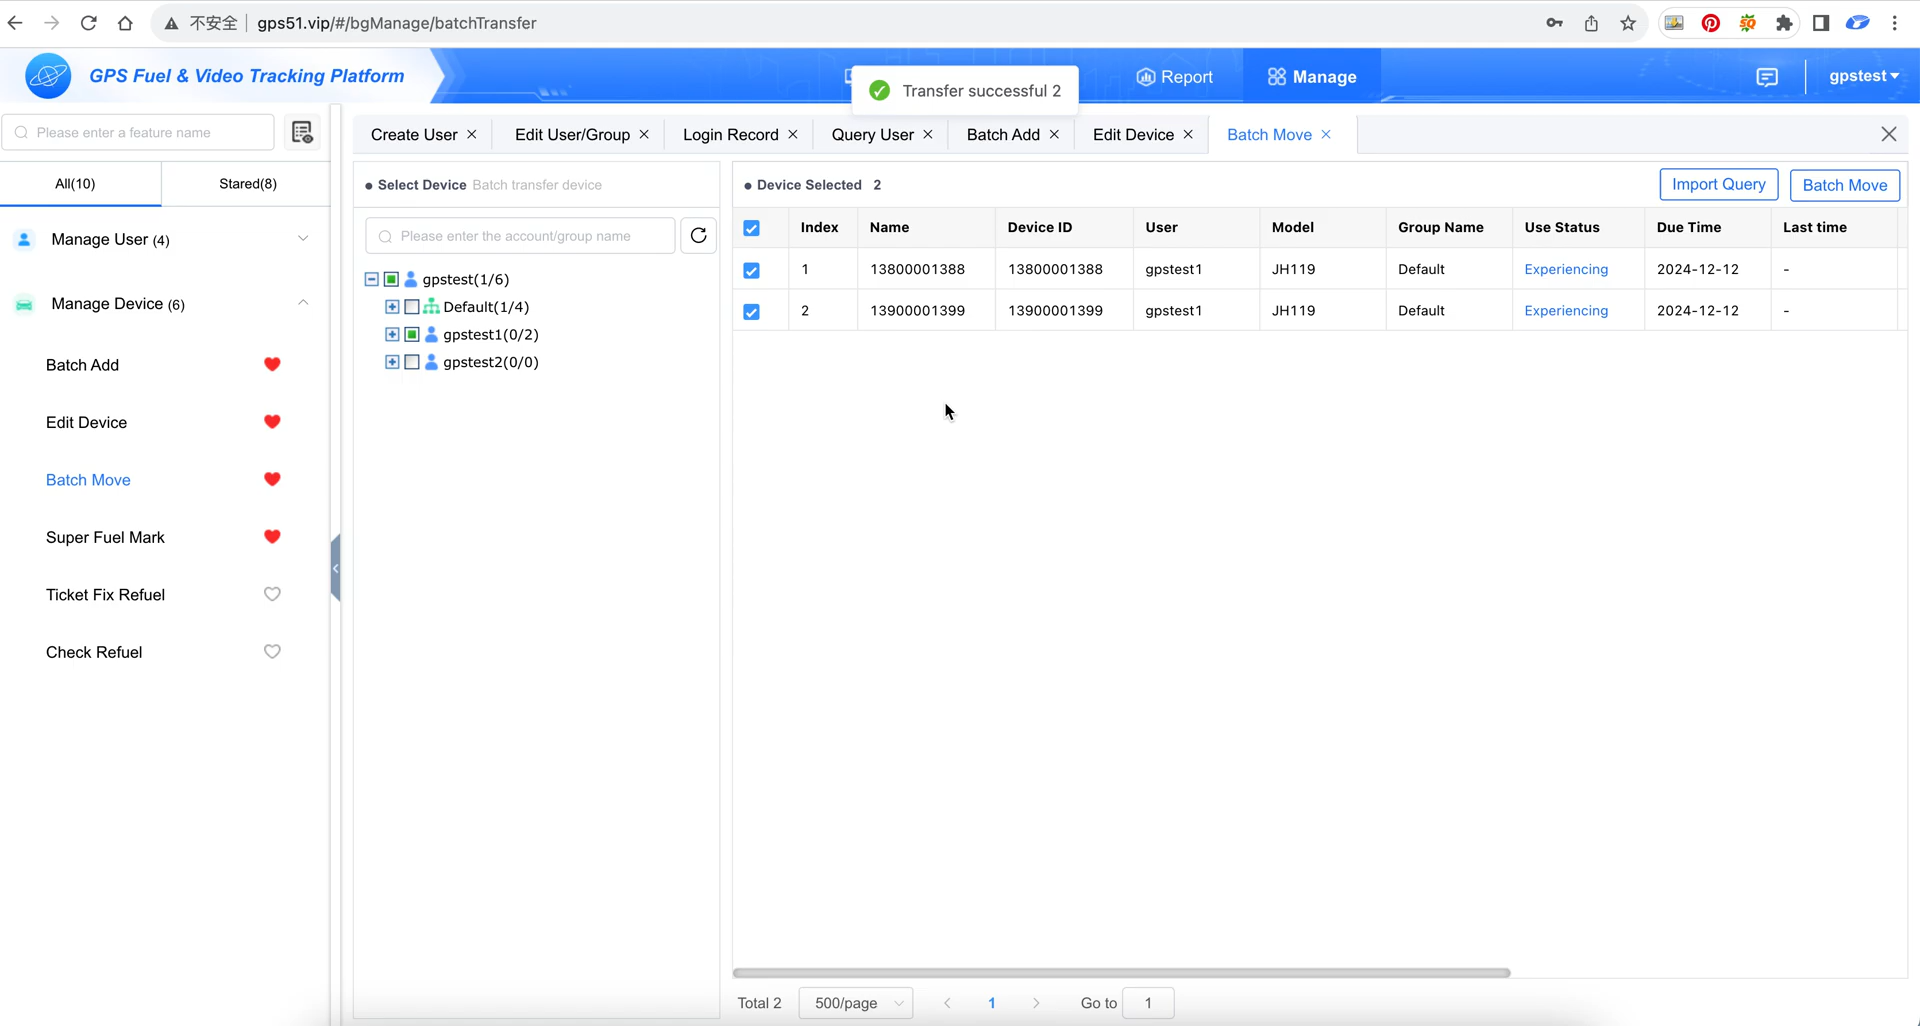 不安全 gps51.vip/#/bgManage/batchTransfer
GPS Fuel & Video Tracking Platform
Transfer successful 2
Report
Manage
gpstest
Please enter a feature name
Create User
Edit User/Group
Login Record
Query User
Batch Add
Edit Device
Batch Move
All(10)
Stared(8)
Manage User (4)
Manage Device (6)
Batch Add
Edit Device
Batch Move
Super Fuel Mark
Ticket Fix Refuel
Check Refuel
Select Device Batch transfer device
Please enter the account/group name
gpstest(1/6)
Default(1/4)
gpstest1(0/2)
gpstest2(0/0)
Device Selected 2
Import Query
Batch Move
Index Name Device ID User Model Group Name Use Status Due Time Last time
1 13800001388 13800001388 gpstest1 JH119 Default Experiencing 2024-12-12 -
2 13900001399 13900001399 gpstest1 JH119 Default Experiencing 2024-12-12 -
Total 2 500/page 1 Go to 1